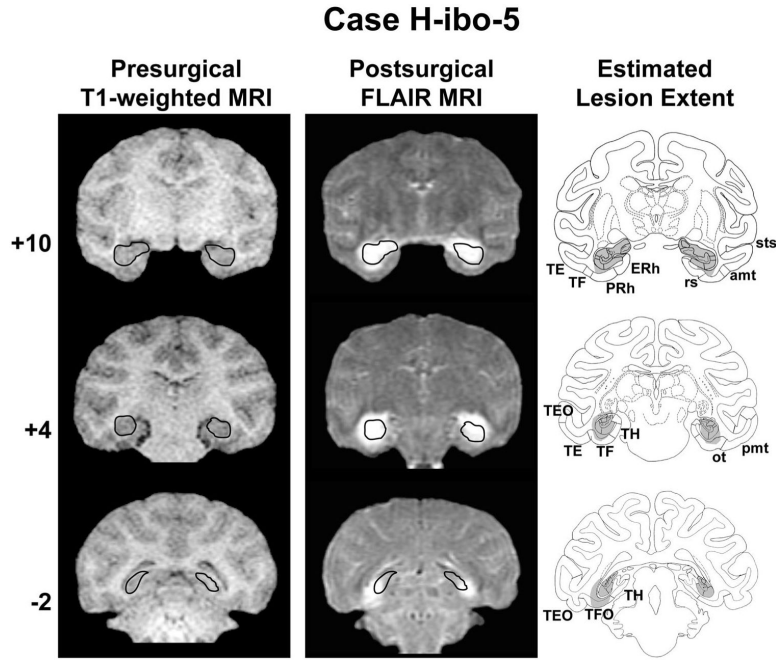 Case H-ibo-5
Presurgical
T1-weighted MRI
Postsurgical
FLAIR MRI
Estimated
Lesion Extent
+10
TE
TF
PRh
ERh
rs
amt
sts
+4
TEO
TE
TF
TH
ot
pmt
-2
TEO
TFO
TH